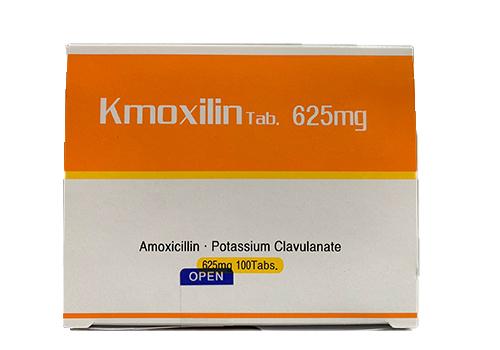 Kmoxilin Tab. 625mg
Amoxicillin · Potassium Clavulanate
625mg 100Tabs.
OPEN